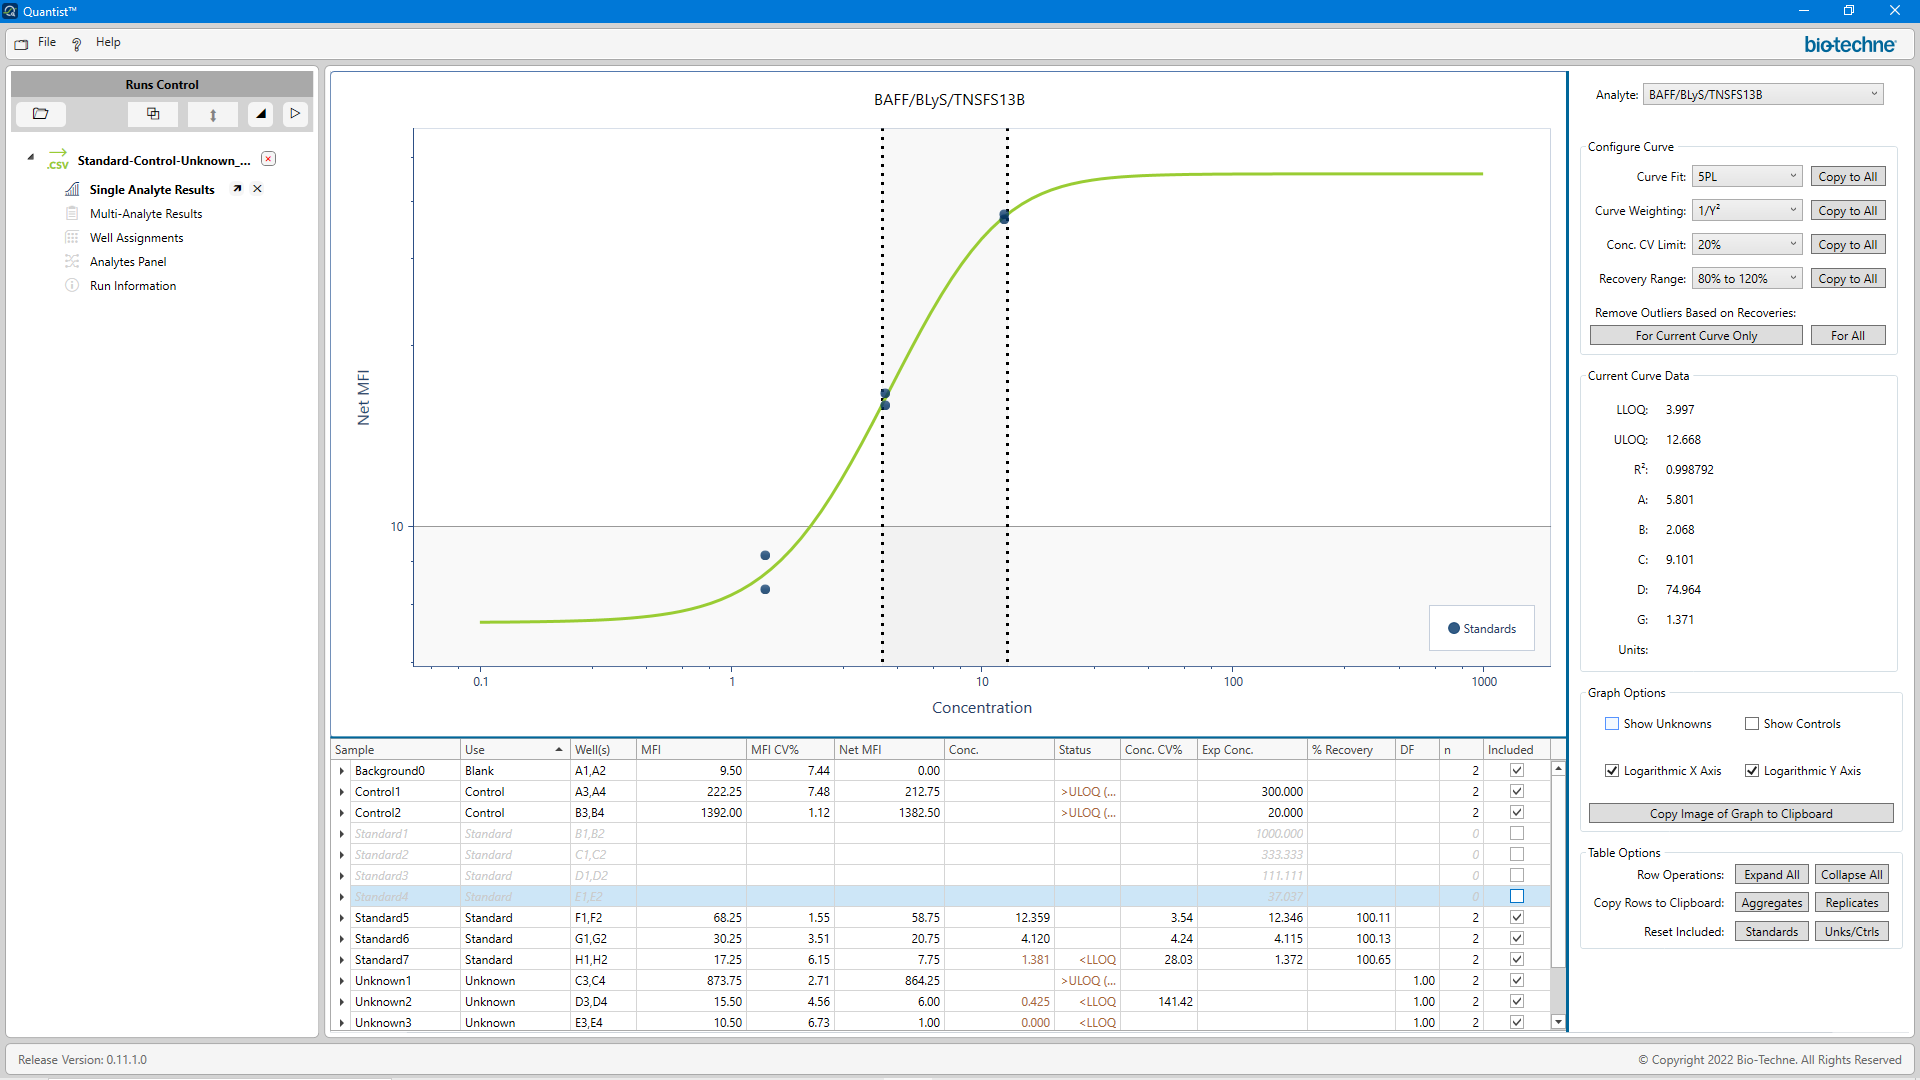 Quantist™
File Help
bio-techne
Runs Control
.CSV Standard-Control-Unknown_...
Single Analyte Results
Multi-Analyte Results
Well Assignments
Analytes Panel
Run Information
BAFF/BLyS/TNSFS13B
Net MFI
10
Standards
0.1 1 10 100 1000
Concentration
Sample Use Well(s) MFI MFI CV% Net MFI Conc. Status Conc. CV% Exp Conc. % Recovery DF n Included
Background0 Blank A1,A2 9.50 7.44 0.00 2
Control1 Control A3,A4 222.25 7.48 212.75 >ULOQ (... 300.000 2
Control2 Control B3,B4 1392.00 1.12 1382.50 >ULOQ (... 20.000 2
Standard1 Standard B1,B2 1000.000 0
Standard2 Standard C1,C2 333.333 0
Standard3 Standard D1,D2 111.111 0
Standard4 Standard E1,E2 37.037 0
Standard5 Standard F1,F2 68.25 1.55 58.75 12.359 3.54 12.346 100.11 2
Standard6 Standard G1,G2 30.25 3.51 20.75 4.120 4.24 4.115 100.13 2
Standard7 Standard H1,H2 17.25 6.15 7.75 1.381 <LLOQ 28.03 1.372 100.65 2
Unknown1 Unknown C3,C4 873.75 2.71 864.25 >ULOQ (... 1.00 2
Unknown2 Unknown D3,D4 15.50 4.56 6.00 0.425 <LLOQ 141.42 1.00 2
Unknown3 Unknown E3,E4 10.50 6.73 1.00 0.000 <LLOQ 1.00 2
Analyte: BAFF/BLyS/TNSFS13B
Configure Curve
Curve Fit: 5PL Copy to All
Curve Weighting: 1/Y² Copy to All
Conc. CV Limit: 20% Copy to All
Recovery Range: 80% to 120% Copy to All
Remove Outliers Based on Recoveries:
For Current Curve Only For All
Current Curve Data
LLOQ: 3.997
ULOQ: 12.668
R²: 0.998792
A: 5.801
B: 2.068
C: 9.101
D: 74.964
G: 1.371
Units:
Graph Options
Show Unknowns Show Controls
Logarithmic X Axis Logarithmic Y Axis
Copy Image of Graph to Clipboard
Table Options
Row Operations: Expand All Collapse All
Copy Rows to Clipboard: Aggregates Replicates
Reset Included: Standards Unks/Ctrls
Release Version: 0.11.1.0
© Copyright 2022 Bio-Techne. All Rights Reserved